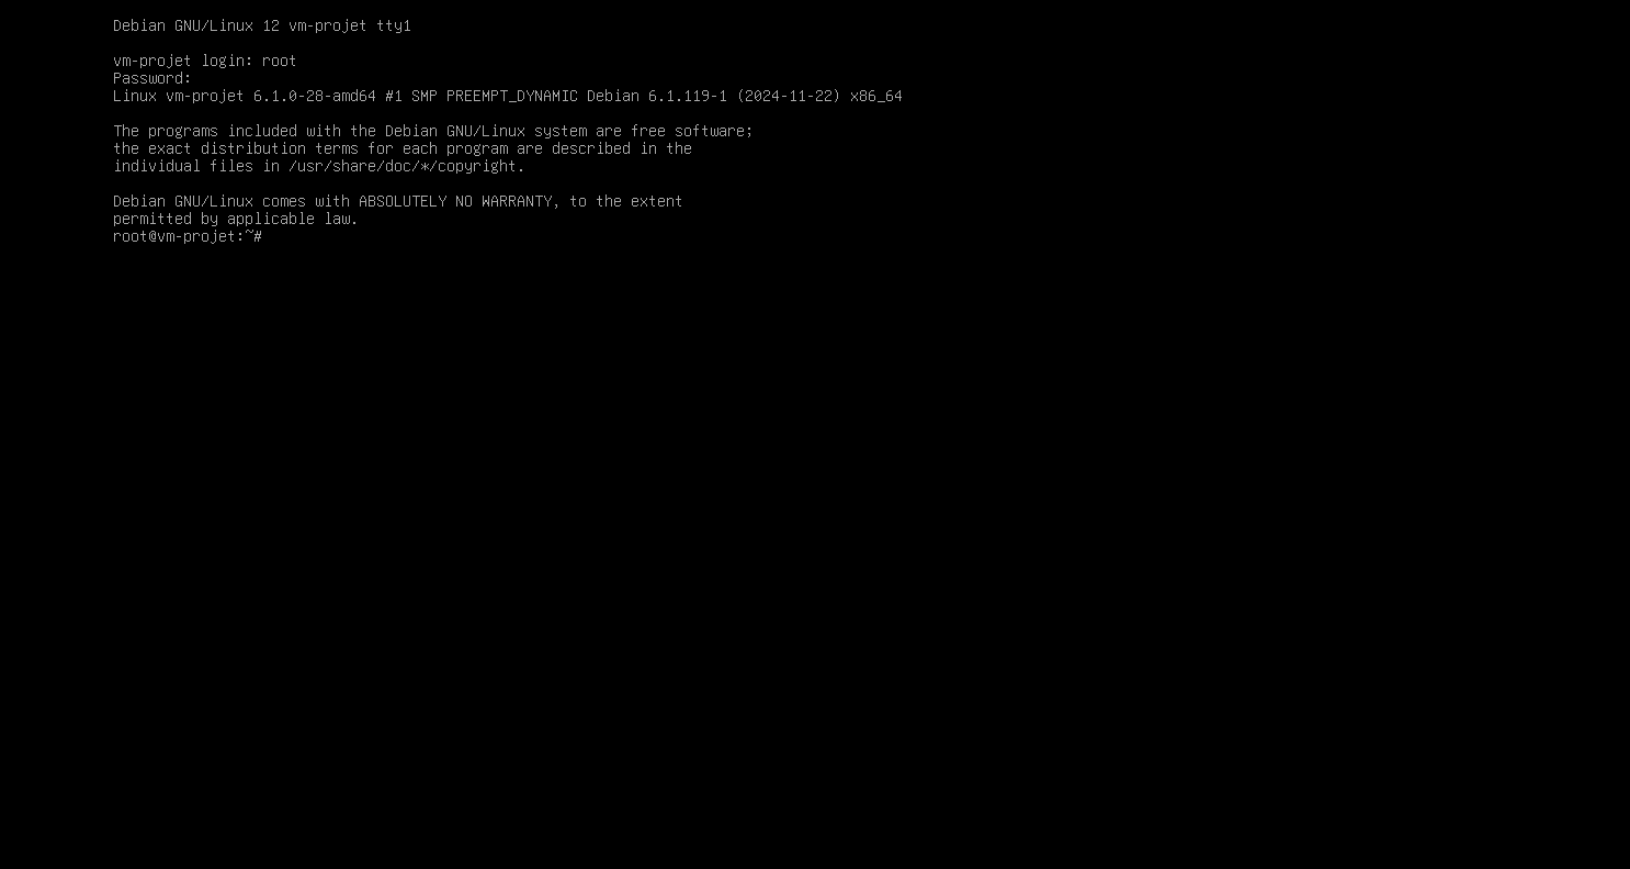 Debian GNU/Linux 12 vm-projet tty1
vm-projet login: root
Password:
Linux vm-projet 6.1.0-28-amd64 #1 SMP PREEMPT_DYNAMIC Debian 6.1.119-1 (2024-11-22) x86_64
The programs included with the Debian GNU/Linux system are free software;
the exact distribution terms for each program are described in the
individual files in /usr/share/doc/*/copyright.
Debian GNU/Linux comes with ABSOLUTELY NO WARRANTY, to the extent
permitted by applicable law.
root@vm-projet:~#